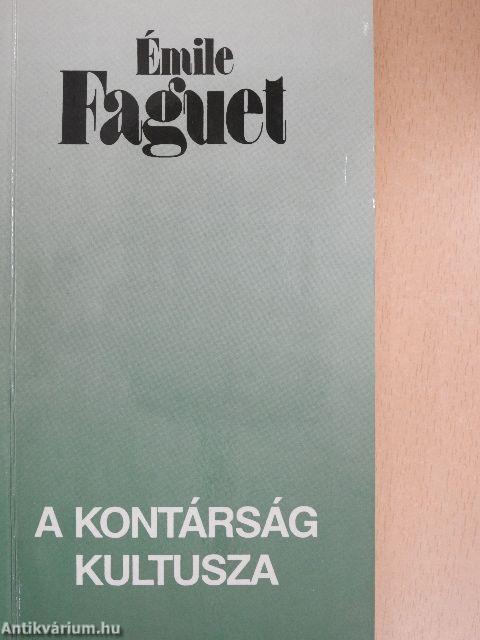 Émile
Faguet
A KONTÁRSÁG
KULTUSZA
Antikvárium.hu